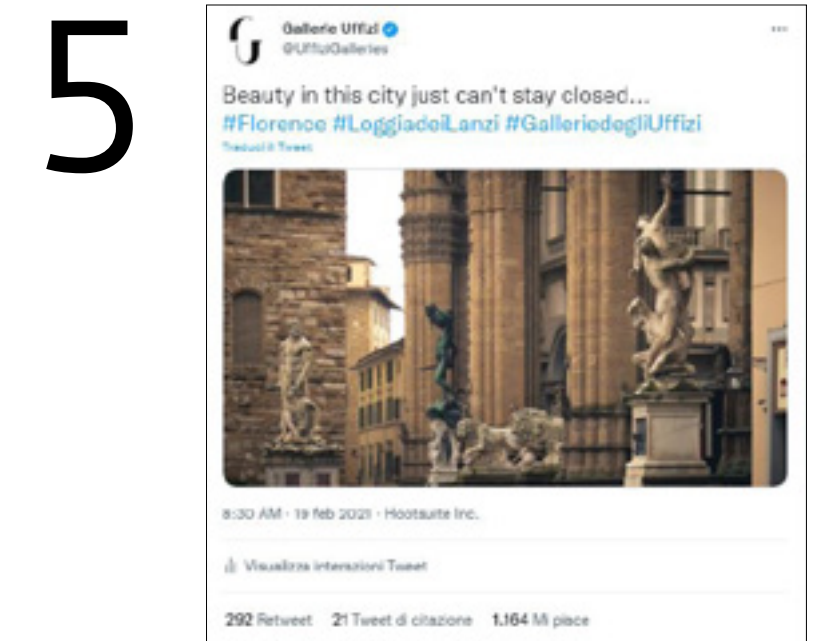 5
Gallerie Uffizi
@UffiziGalleries
Beauty in this city just can't stay closed...
#Florence #LoggiadeiLanzi #GalleriedegliUffizi
Traduci il Tweet
8:30 AM · 19 feb 2021 · Hootsuite Inc.
Visualizza interazioni Tweet
292 Retweet 21 Tweet di citazione 1.164 Mi piace